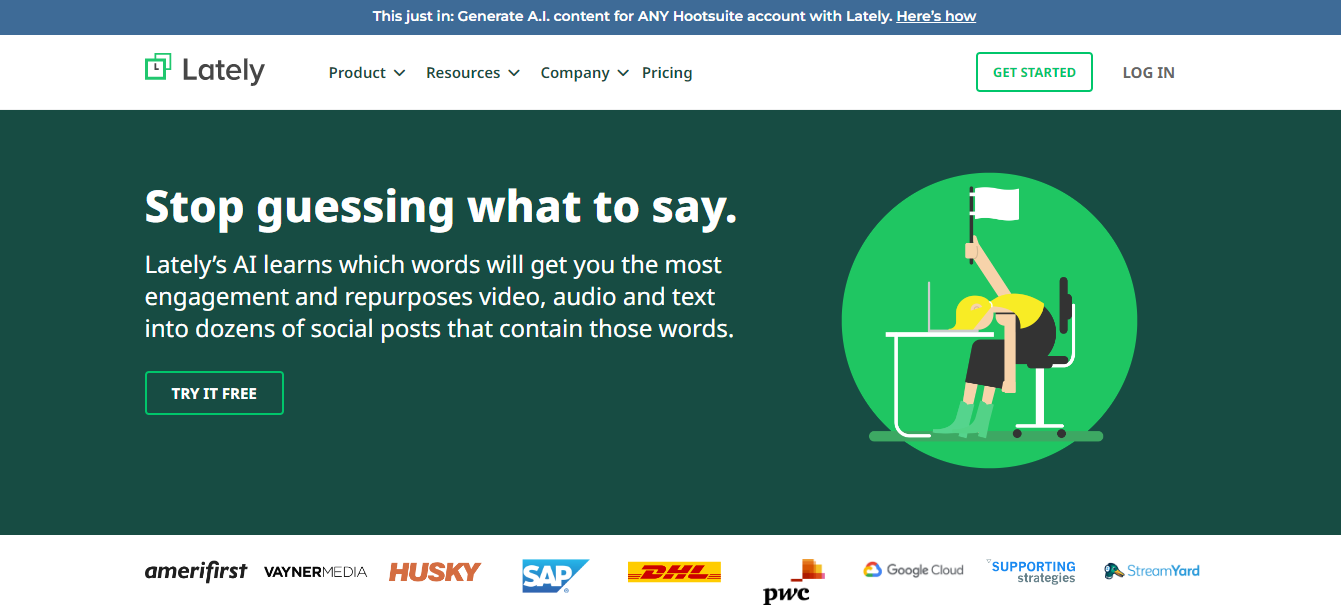 This just in: Generate A.I. content for ANY Hootsuite account with Lately. Here's how
Lately
Product
Resources
Company
Pricing
GET STARTED
LOG IN
Stop guessing what to say.
Lately's AI learns which words will get you the most
engagement and repurposes video, audio and text
into dozens of social posts that contain those words.
TRY IT FREE
amerifirst
VAYNERMEDIA
HUSKY
SAP®
DHL
pwc
Google Cloud
SUPPORTING
strategies
StreamYard